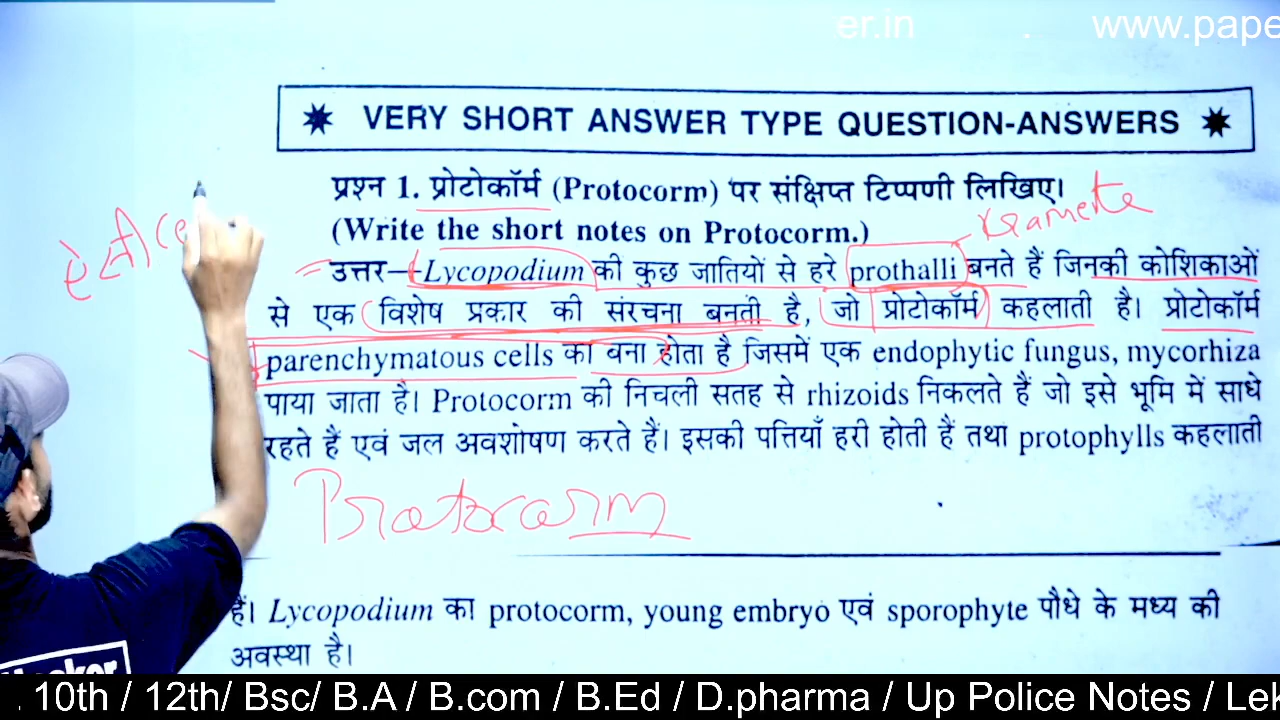 er.in . www.pape
✷ VERY SHORT ANSWER TYPE QUESTION-ANSWERS ✷
प्रश्न 1. प्रोटोकॉर्म (Protocorm) पर संक्षिप्त टिप्पणी लिखिए।
(Write the short notes on Protocorm.)
उत्तर—Lycopodium की कुछ जातियों से हरे prothalli बनते हैं जिनकी कोशिकाओं
से एक विशेष प्रकार की संरचना बनती है, जो प्रोटोकॉर्म कहलाती है। प्रोटोकॉर्म
parenchymatous cells का बना होता है जिसमें एक endophytic fungus, mycorhiza
पाया जाता है। Protocorm की निचली सतह से rhizoids निकलते हैं जो इसे भूमि में साधे
रहते हैं एवं जल अवशोषण करते हैं। इसकी पत्तियाँ हरी होती हैं तथा protophylls कहलाती
Protocorm
हैं। Lycopodium का protocorm, young embryo एवं sporophyte पौधे के मध्य की
अवस्था है।
. 10th / 12th/ Bsc/ B.A / B.com / B.Ed / D.pharma / Up Police Notes / Lek